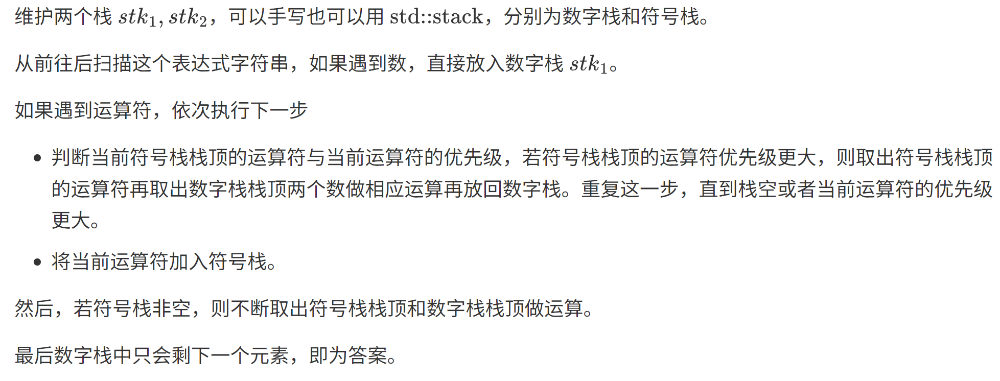 维护两个栈 stk₁, stk₂，可以手写也可以用 std::stack，分别为数字栈和符号栈。
从前往后扫描这个表达式字符串，如果遇到数，直接放入数字栈 stk₁。
如果遇到运算符，依次执行下一步
• 判断当前符号栈栈顶的运算符与当前运算符的优先级，若符号栈栈顶的运算符优先级更大，则取出符号栈栈顶
的运算符再取出数字栈栈顶两个数做相应运算再放回数字栈。重复这一步，直到栈空或者当前运算符的优先级
更大。
• 将当前运算符加入符号栈。
然后，若符号栈非空，则不断取出符号栈栈顶和数字栈栈顶做运算。
最后数字栈中只会剩下一个元素，即为答案。